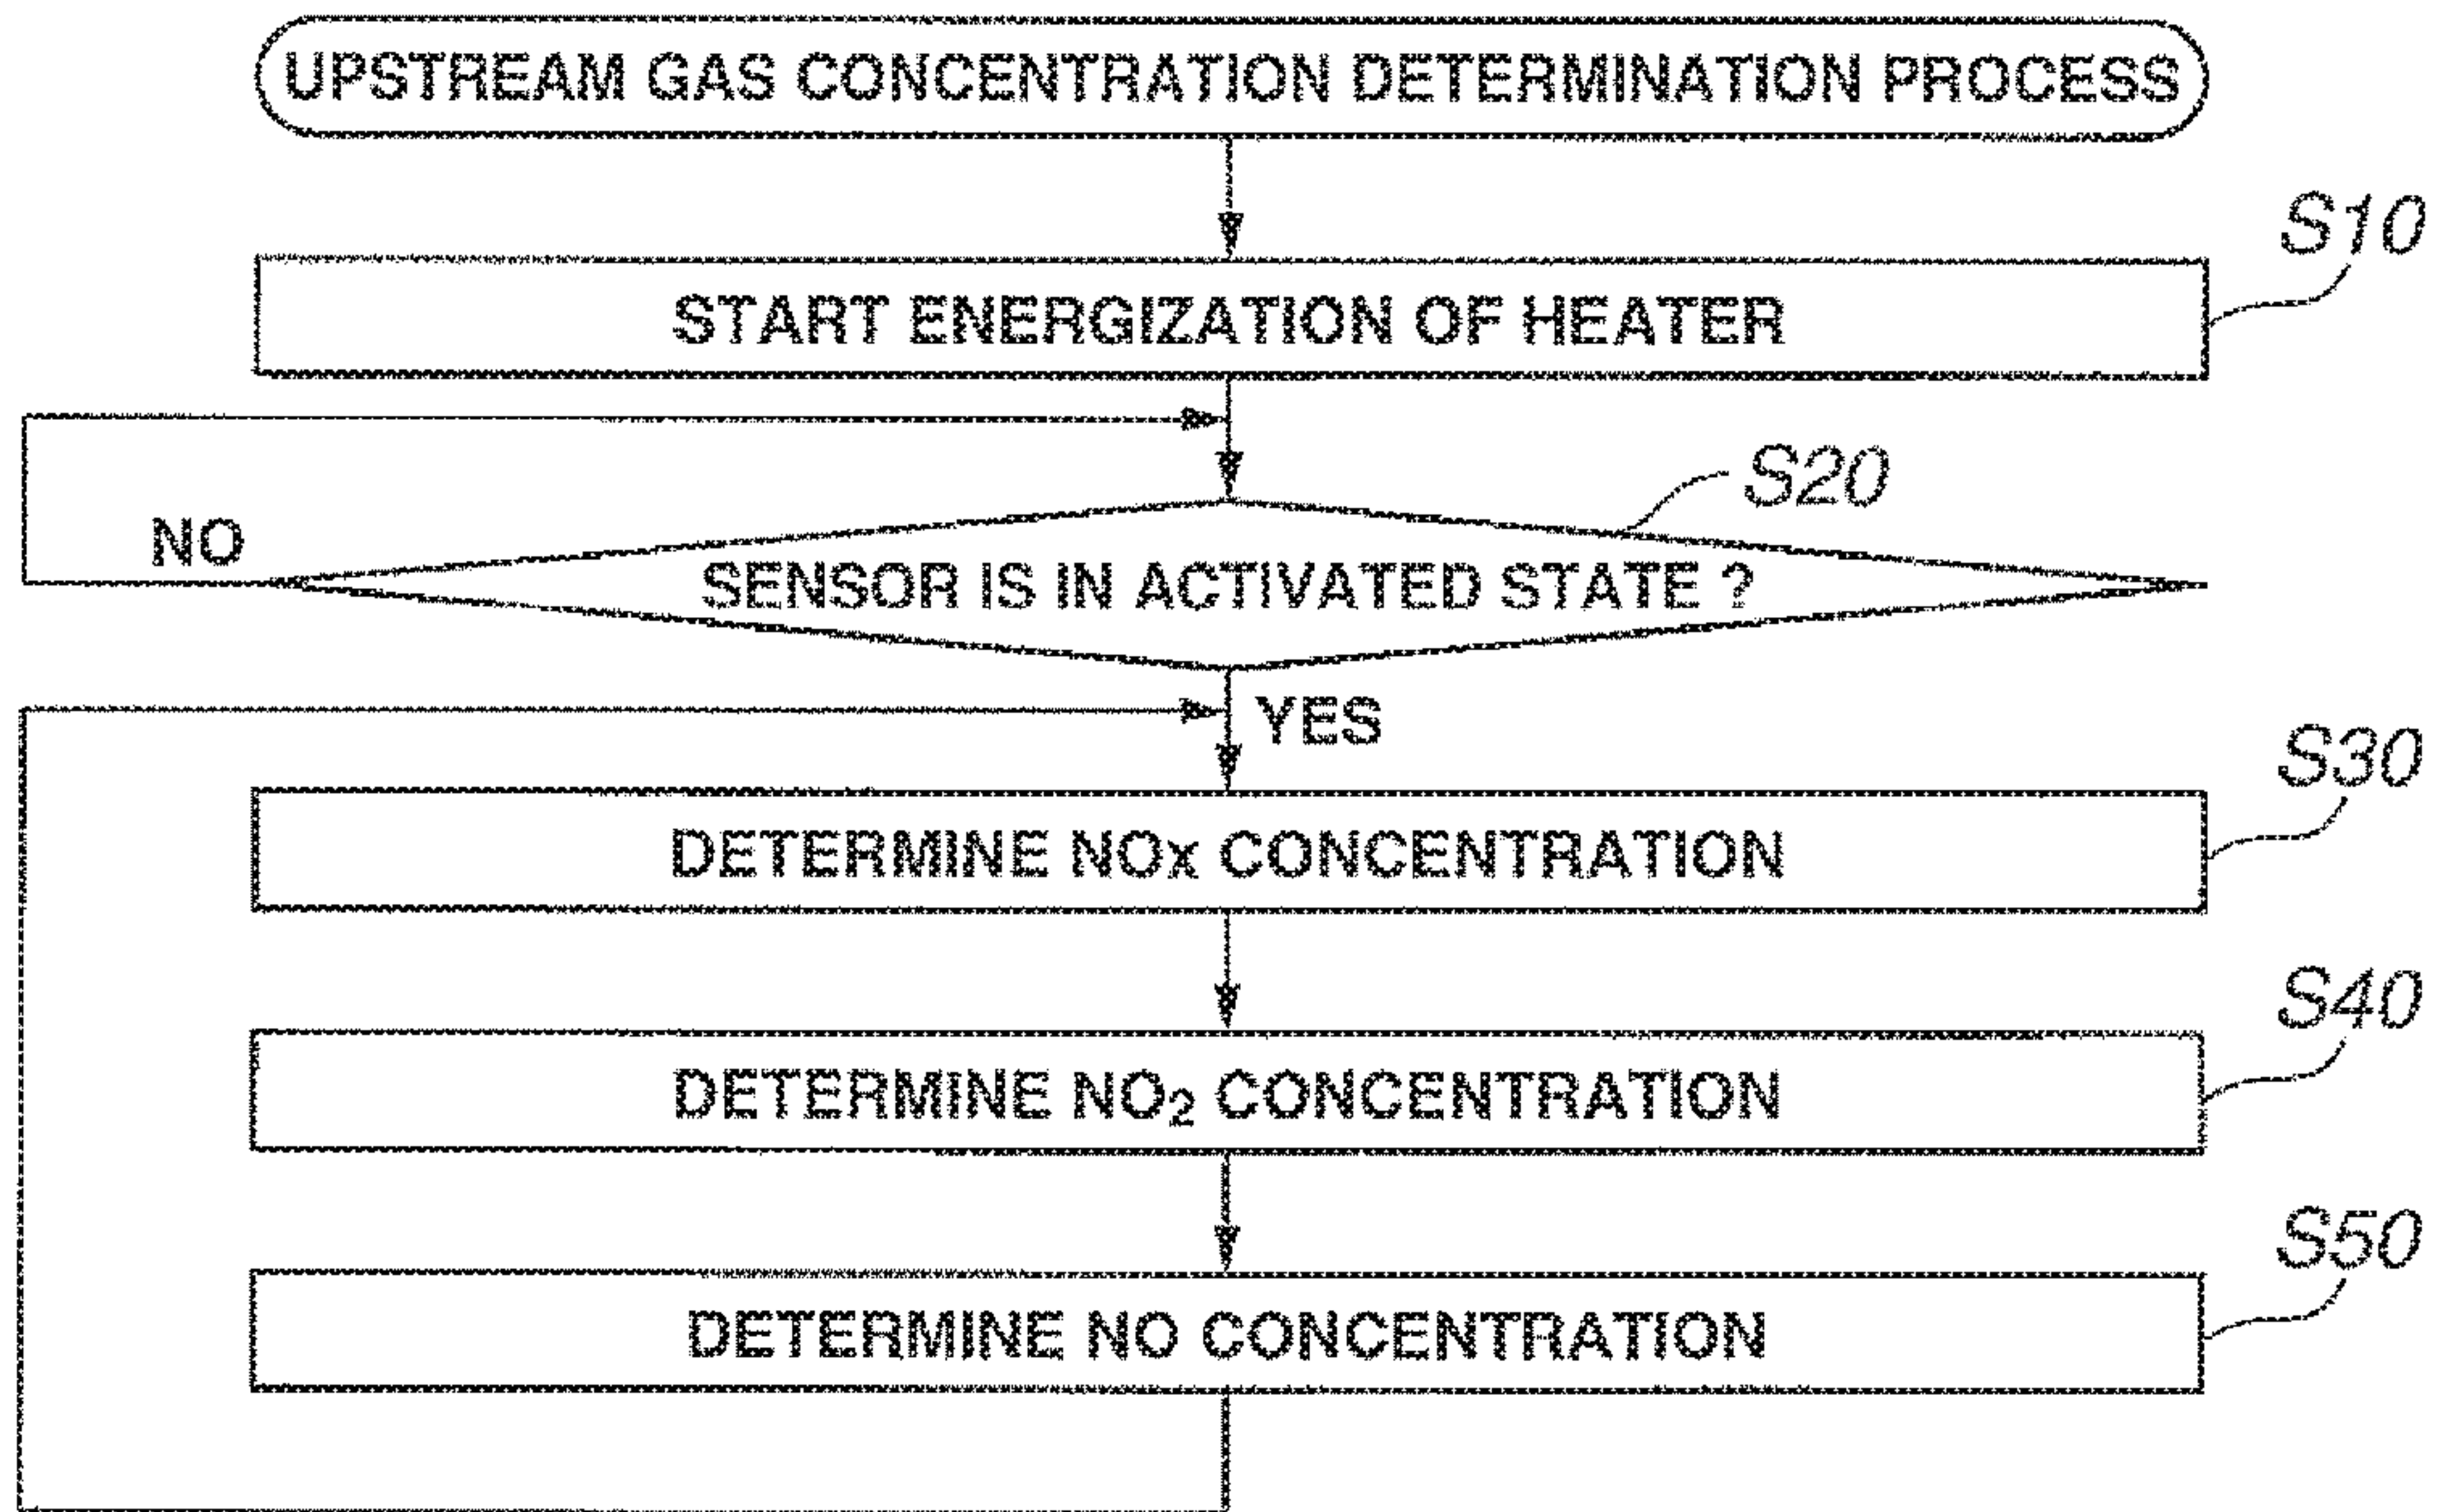 UPSTREAM GAS CONCENTRATION DETERMINATION PROCESS
S10
START ENERGIZATION OF HEATER
S20
NO
SENSOR IS IN ACTIVATED STATE ?
YES
S30
DETERMINE NOx CONCENTRATION
S40
DETERMINE NO₂ CONCENTRATION
S50
DETERMINE NO CONCENTRATION